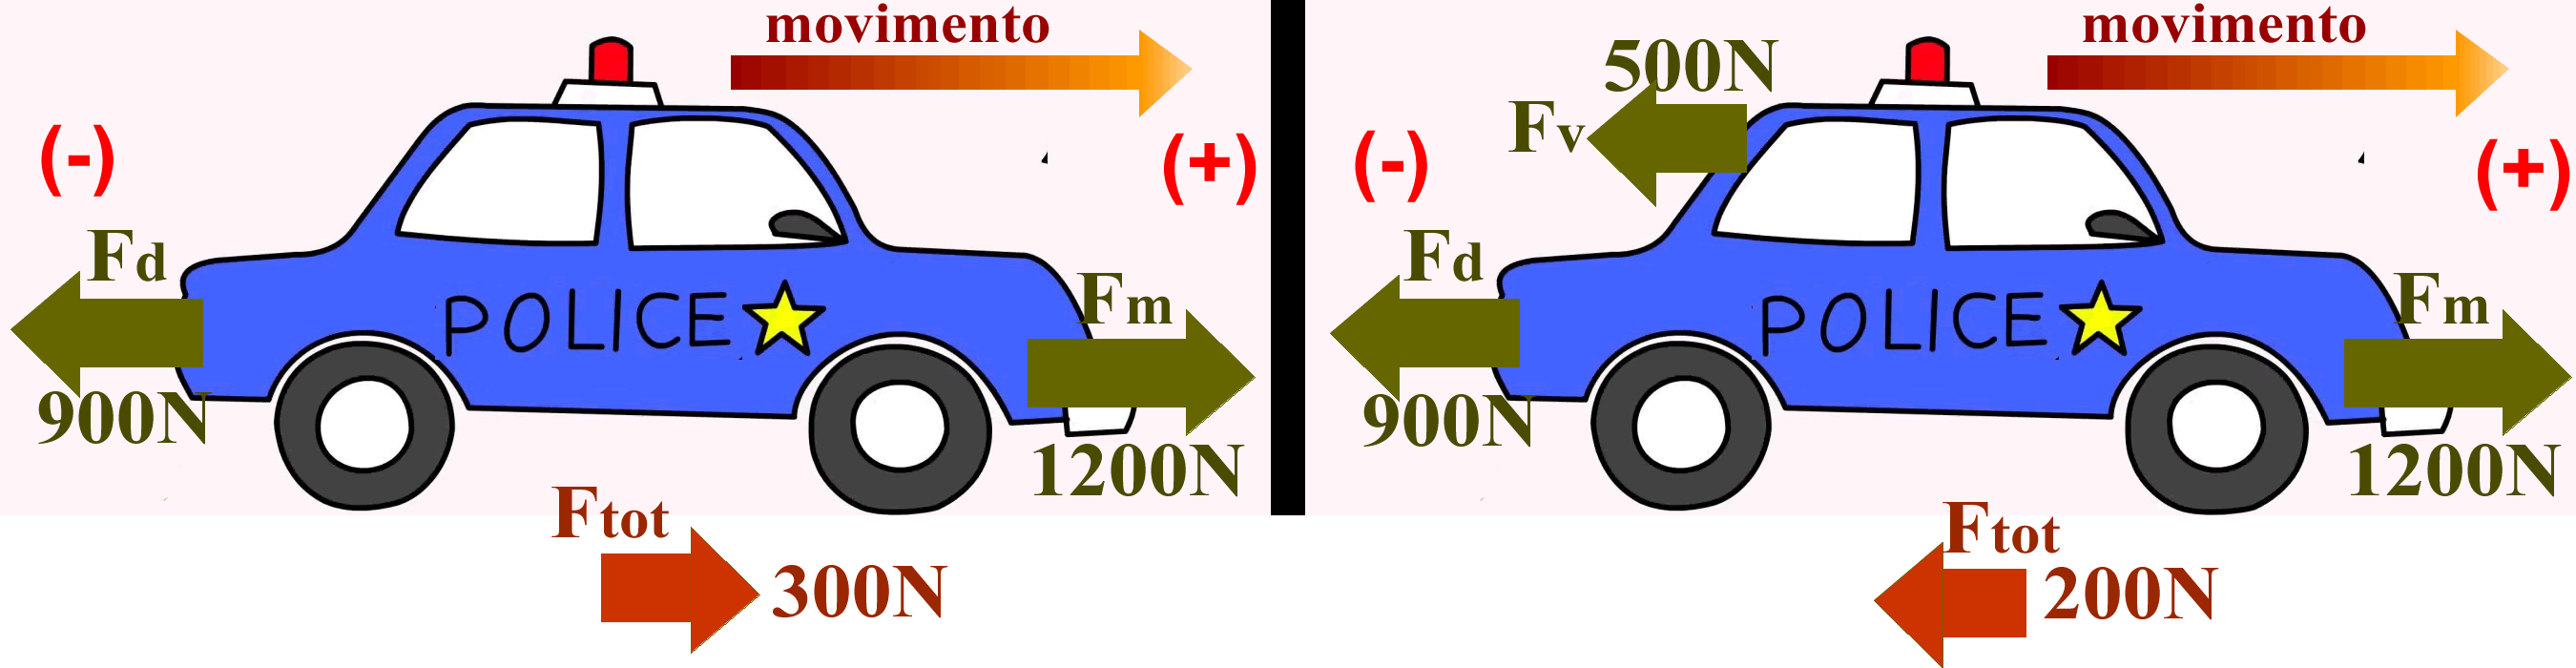 movimento
(-)
(+)
Fd
POLICE
Fm
900N
1200N
Ftot
300N
movimento
500N
Fv
(-)
(+)
Fd
POLICE
Fm
900N
1200N
Ftot
200N